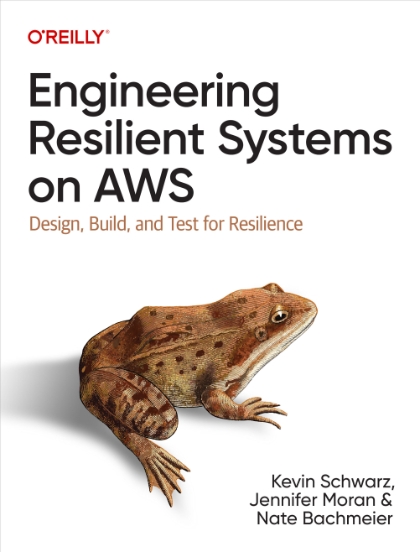 O'REILLY®
Engineering
Resilient Systems
on AWS
Design, Build, and Test for Resilience
Kevin Schwarz,
Jennifer Moran &
Nate Bachmeier